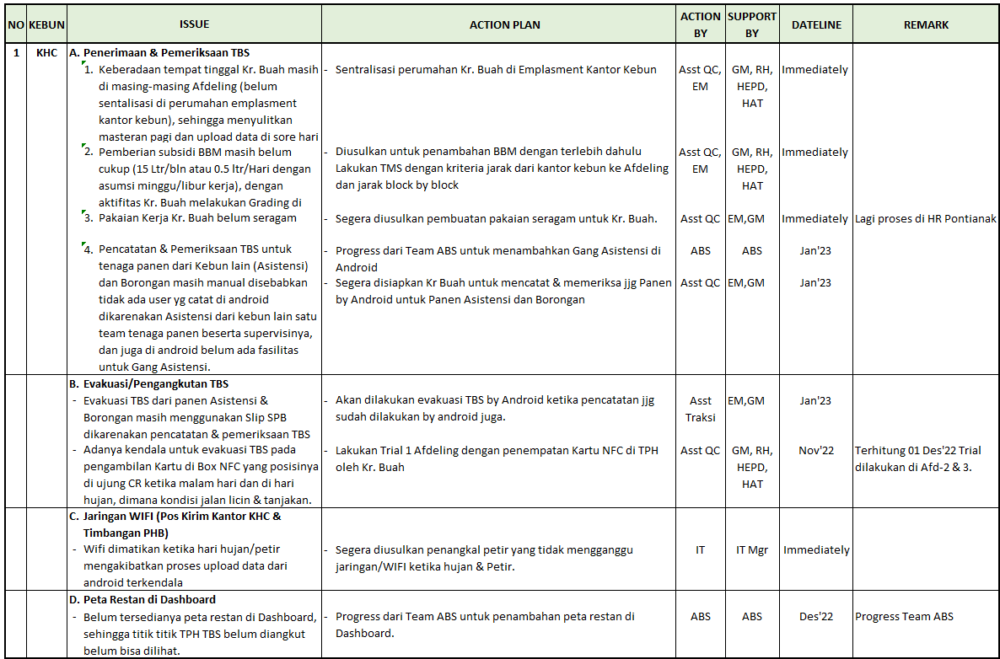 NO KEBUN ISSUE ACTION PLAN ACTION BY SUPPORT BY DATELINE REMARK
1 KHC A. Penerimaan & Pemeriksaan TBS
1. Keberadaan tempat tinggal Kr. Buah masih
di masing-masing Afdeling (belum
sentalisasi di perumahan emplasment
kantor kebun), sehingga menyulitkan
masteran pagi dan upload data di sore hari
- Sentralisasi perumahan Kr. Buah di Emplasment Kantor Kebun
Asst QC,
EM
GM, RH,
HEPD,
HAT
Immediately
2. Pemberian subsidi BBM masih belum
cukup (15 Ltr/bln atau 0.5 ltr/Hari dengan
asumsi minggu/libur kerja), dengan
aktifitas Kr. Buah melakukan Grading di
- Diusulkan untuk penambahan BBM dengan terlebih dahulu
Lakukan TMS dengan kriteria jarak dari kantor kebun ke Afdeling
dan jarak block by block
Asst QC,
EM
GM, RH,
HEPD,
HAT
Immediately
3. Pakaian Kerja Kr. Buah belum seragam
- Segera diusulkan pembuatan pakaian seragam untuk Kr. Buah.
Asst QC
EM,GM
Immediately
Lagi proses di HR Pontianak
4. Pencatatan & Pemeriksaan TBS untuk
tenaga panen dari Kebun lain (Asistensi)
dan Borongan masih manual disebabkan
tidak ada user yg catat di android
dikarenakan Asistensi dari kebun lain satu
team tenaga panen beserta supervisinya,
dan juga di android belum ada fasilitas
untuk Gang Asistensi.
- Progress dari Team ABS untuk menambahkan Gang Asistensi di
Android
ABS
ABS
Jan'23
- Segera disiapkan Kr Buah untuk mencatat & memeriksa jjg Panen
by Android untuk Panen Asistensi dan Borongan
Asst QC
EM,GM
Jan'23
B. Evakuasi/Pengangkutan TBS
- Evakuasi TBS dari panen Asistensi &
Borongan masih menggunakan Slip SPB
dikarenakan pencatatan & pemeriksaan TBS
- Akan dilakukan evakuasi TBS by Android ketika pencatatan jjg
sudah dilakukan by android juga.
Asst
Traksi
EM,GM
Jan'23
- Adanya kendala untuk evakuasi TBS pada
pengambilan Kartu di Box NFC yang posisinya
di ujung CR ketika malam hari dan di hari
hujan, dimana kondisi jalan licin & tanjakan.
- Lakukan Trial 1 Afdeling dengan penempatan Kartu NFC di TPH
oleh Kr. Buah
Asst QC
GM, RH,
HEPD,
HAT
Nov'22
Terhitung 01 Des'22 Trial
dilakukan di Afd-2 & 3.
C. Jaringan WIFI (Pos Kirim Kantor KHC &
Timbangan PHB)
- Wifi dimatikan ketika hari hujan/petir
mengakibatkan proses upload data dari
android terkendala
- Segera diusulkan penangkal petir yang tidak mengganggu
jaringan/WIFI ketika hujan & Petir.
IT
IT Mgr
Immediately
D. Peta Restan di Dashboard
- Belum tersedianya peta restan di Dashboard,
sehingga titik titik TPH TBS belum diangkut
belum bisa dilihat.
- Progress dari Team ABS untuk penambahan peta restan di
Dashboard.
ABS
ABS
Des'22
Progress Team ABS